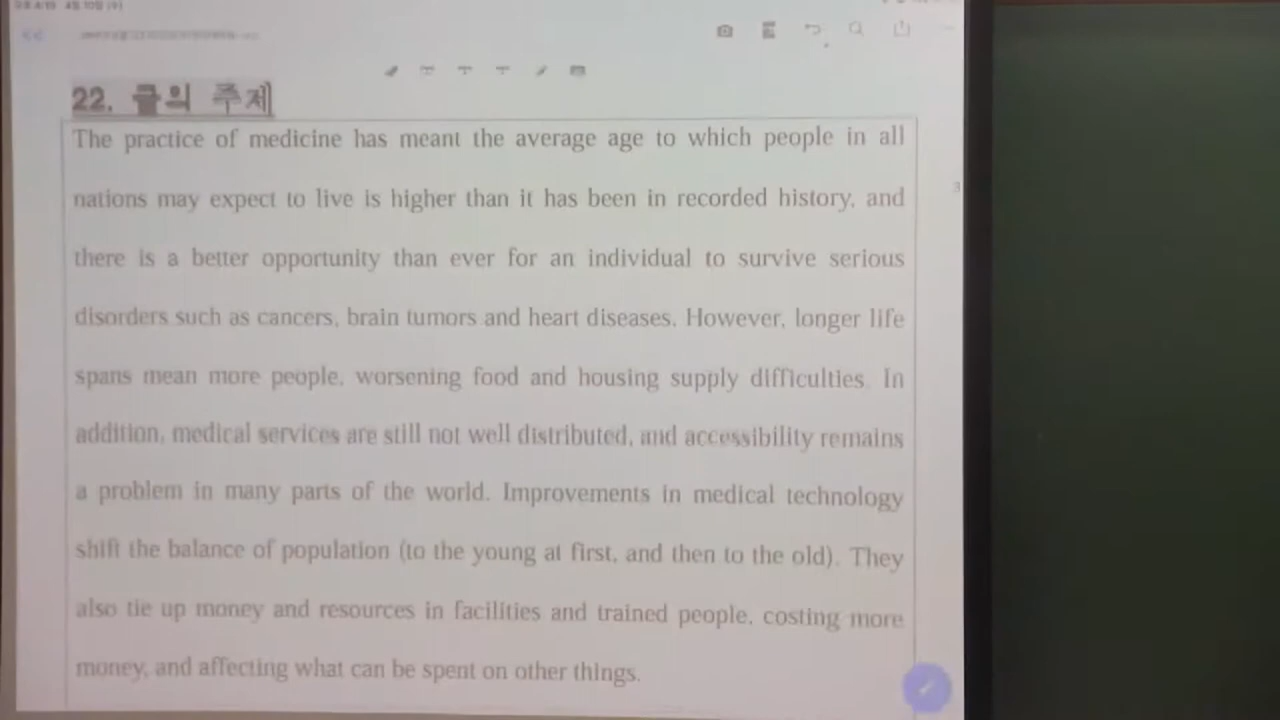 22. 글의 주제
The practice of medicine has meant the average age to which people in all
nations may expect to live is higher than it has been in recorded history, and
there is a better opportunity than ever for an individual to survive serious
disorders such as cancers, brain tumors and heart diseases. However, longer life
spans mean more people, worsening food and housing supply difficulties. In
addition, medical services are still not well distributed, and accessibility remains
a problem in many parts of the world. Improvements in medical technology
shift the balance of population (to the young at first, and then to the old). They
also tie up money and resources in facilities and trained people, costing more
money, and affecting what can be spent on other things.
3